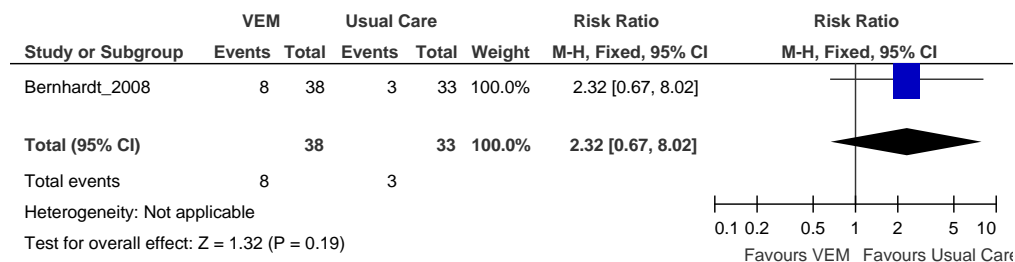 VEM Usual Care Risk Ratio Risk Ratio
Study or Subgroup Events Total Events Total Weight M-H, Fixed, 95% CI M-H, Fixed, 95% CI
Bernhardt_2008 8 38 3 33 100.0% 2.32 [0.67, 8.02]
Total (95% CI) 38 33 100.0% 2.32 [0.67, 8.02]
Total events 8 3
Heterogeneity: Not applicable
Test for overall effect: Z = 1.32 (P = 0.19)
0.1 0.2 0.5 1 2 5 10
Favours VEM Favours Usual Care